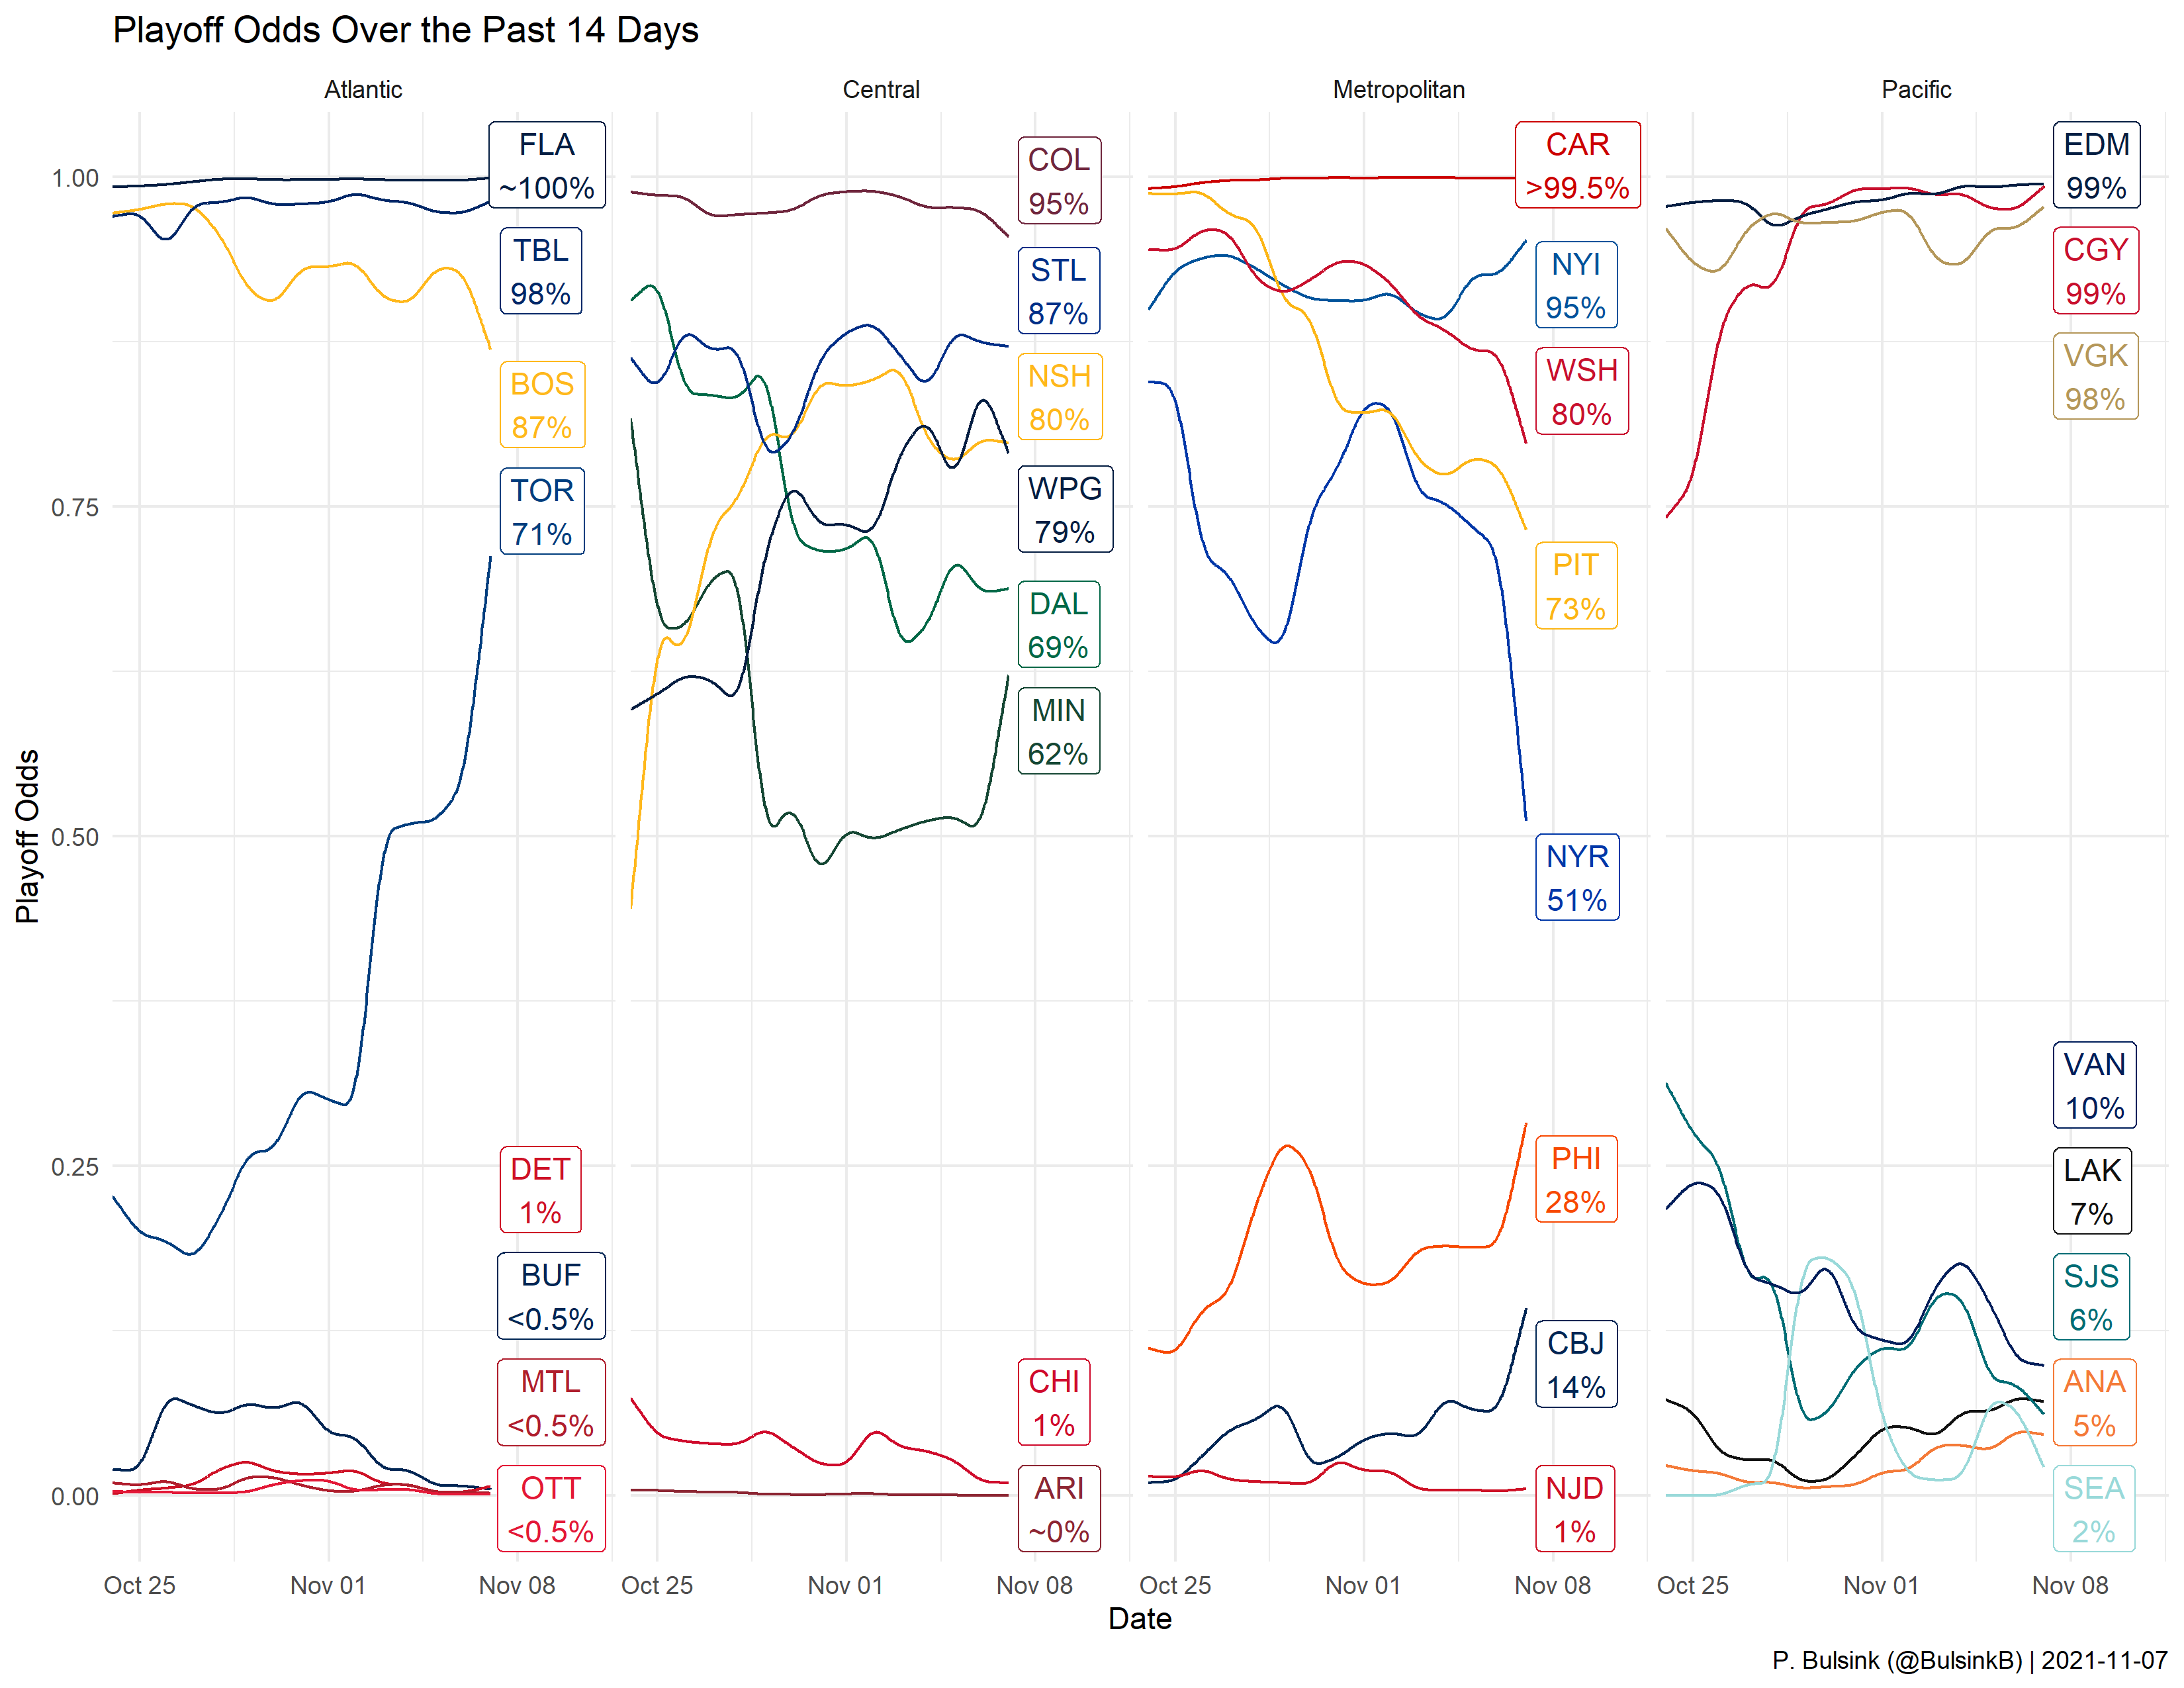 Playoff Odds Over the Past 14 Days
Atlantic
Central
Metropolitan
Pacific
Playoff Odds
1.00
0.75
0.50
0.25
0.00
FLA
~100%
TBL
98%
BOS
87%
TOR
71%
DET
1%
BUF
<0.5%
MTL
<0.5%
OTT
<0.5%
COL
95%
STL
87%
NSH
80%
WPG
79%
DAL
69%
MIN
62%
CHI
1%
ARI
~0%
CAR
>99.5%
NYI
95%
WSH
80%
PIT
73%
NYR
51%
PHI
28%
CBJ
14%
NJD
1%
EDM
99%
CGY
99%
VGK
98%
VAN
10%
LAK
7%
SJS
6%
ANA
5%
SEA
2%
Oct 25
Nov 01
Nov 08
Oct 25
Nov 01
Nov 08
Oct 25
Nov 01
Nov 08
Oct 25
Nov 01
Nov 08
Date
P. Bulsink (@BulsinkB) | 2021-11-07